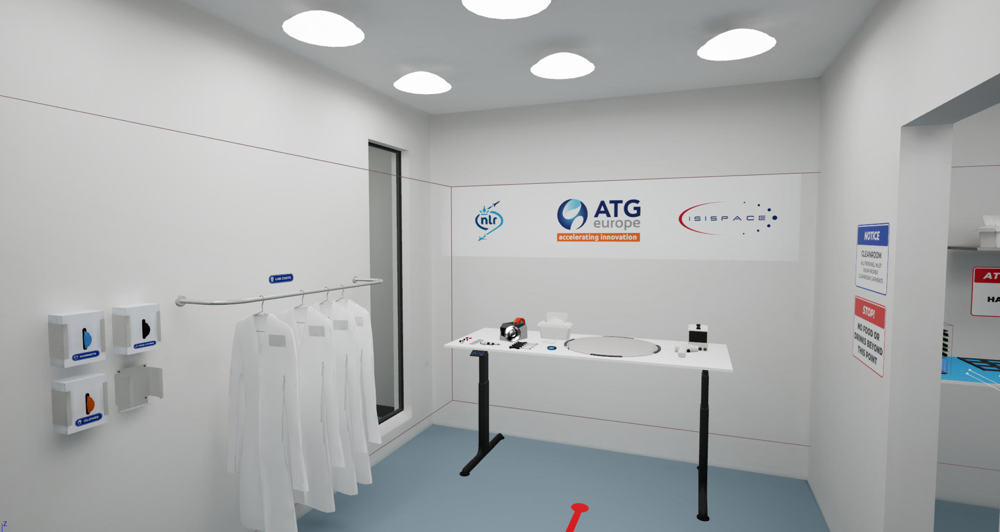 nlr
ATG
europe
accelerating innovation
ISISPACE
NOTICE
CLEANROOM
ALL PERSONEL MUST
WEAR PROPER
CLEANROOM GARMENTS
STOP!
NO FOOD OR
DRINKS BEYOND
THIS POINT
AT
HA
LAB COATS
HAIRNETS
SHOE COVERS
GLOVES
Z